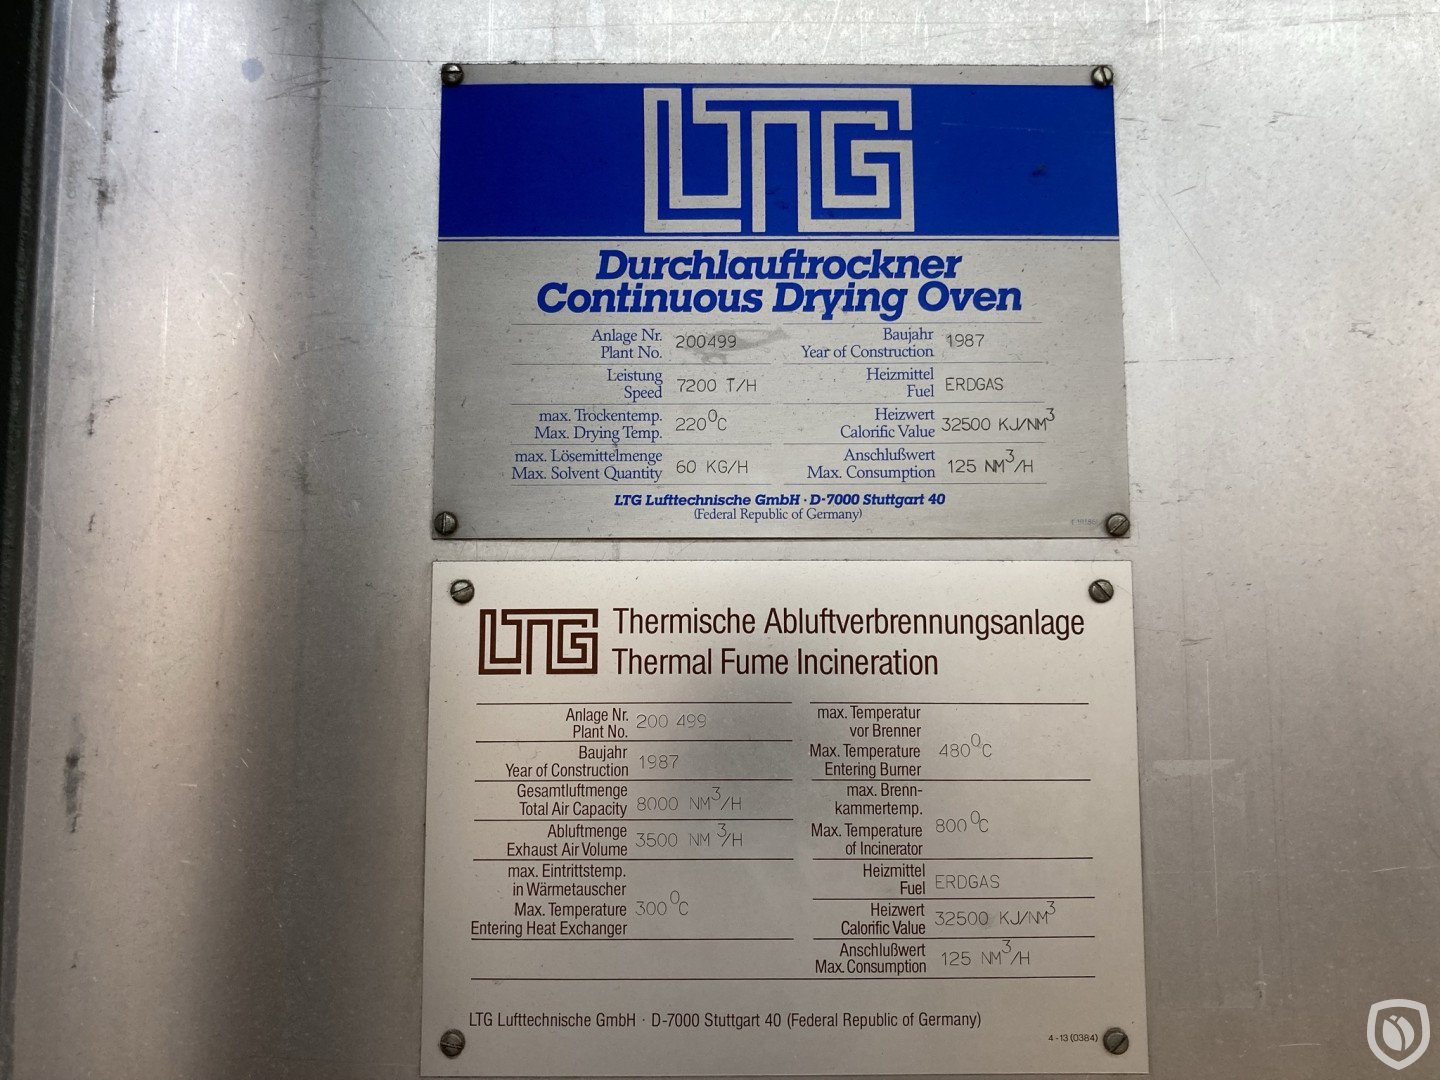 LTG
Durchlauftrockner
Continuous Drying Oven
Anlage Nr.
Plant No. 200499
Baujahr
Year of Construction 1987
Leistung
Speed 7200 T/H
Heizmittel
Fuel ERDGAS
max. Trockentemp.
Max. Drying Temp. 220°C
Heizwert
Calorific Value 32500 KJ/NM³
max. Lösemittelmenge
Max. Solvent Quantity 60 KG/H
Anschlußwert
Max. Consumption 125 NM³/H
LTG Lufttechnische GmbH · D-7000 Stuttgart 40
(Federal Republic of Germany)
LTG Thermische Abluftverbrennungsanlage
Thermal Fume Incineration
Anlage Nr.
Plant No. 200 499
Baujahr
Year of Construction 1987
Gesamtluftmenge
Total Air Capacity 8000 NM³/H
Abluftmenge
Exhaust Air Volume 3500 NM³/H
max. Eintrittstemp.
in Wärmetauscher
Max. Temperature 300°C
Entering Heat Exchanger
max. Temperatur
vor Brenner
Max. Temperature 480°C
Entering Burner
max. Brenn-
kammertemp.
Max. Temperature 800°C
of Incinerator
Heizmittel
Fuel ERDGAS
Heizwert
Calorific Value 32500 KJ/NM³
Anschlußwert
Max. Consumption 125 NM³/H
LTG Lufttechnische GmbH · D-7000 Stuttgart 40 (Federal Republic of Germany)
4-13 (0384)